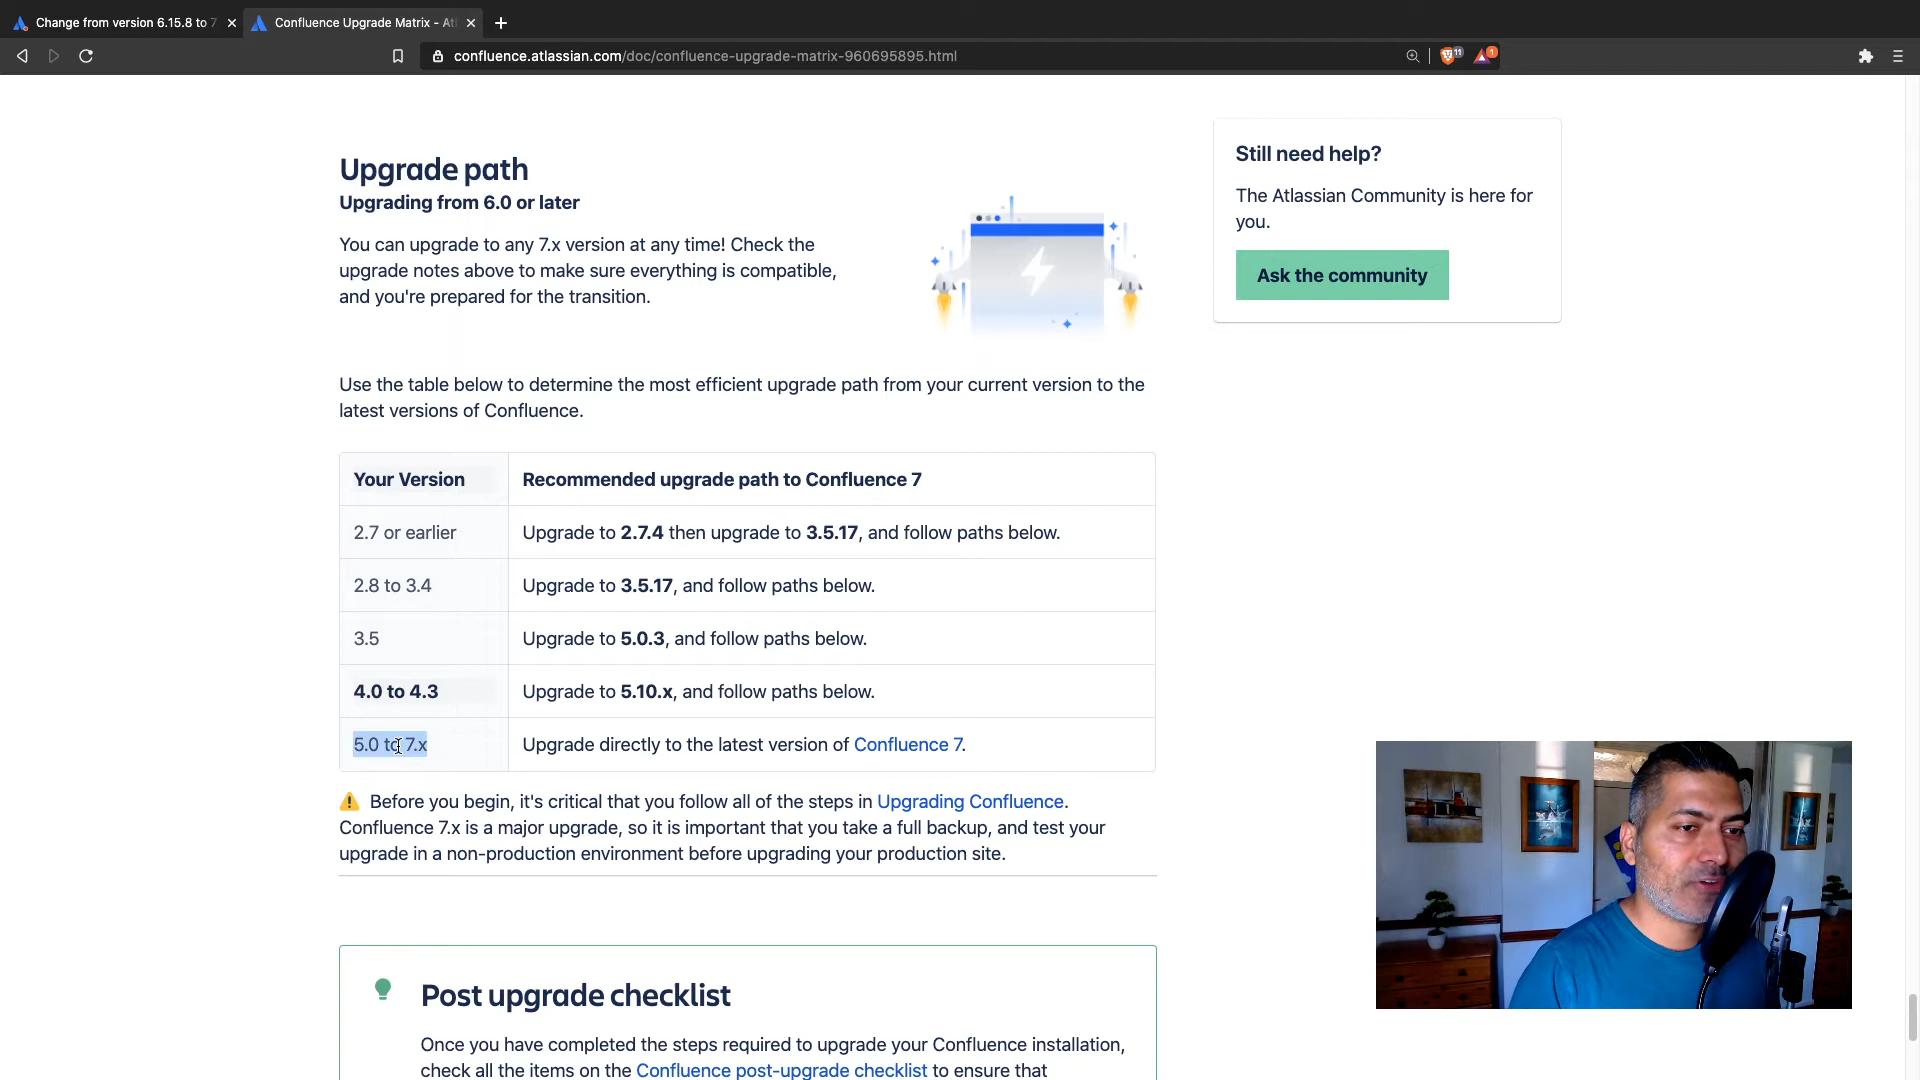 Change from version 6.15.8 to 7
Confluence Upgrade Matrix - Atl
confluence.atlassian.com/doc/confluence-upgrade-matrix-960695895.html
11
1
Upgrade path
Upgrading from 6.0 or later
You can upgrade to any 7.x version at any time! Check the
upgrade notes above to make sure everything is compatible,
and you're prepared for the transition.
Still need help?
The Atlassian Community is here for
you.
Ask the community
Use the table below to determine the most efficient upgrade path from your current version to the
latest versions of Confluence.
Your Version Recommended upgrade path to Confluence 7
2.7 or earlier Upgrade to 2.7.4 then upgrade to 3.5.17, and follow paths below.
2.8 to 3.4 Upgrade to 3.5.17, and follow paths below.
3.5 Upgrade to 5.0.3, and follow paths below.
4.0 to 4.3 Upgrade to 5.10.x, and follow paths below.
5.0 to 7.x Upgrade directly to the latest version of Confluence 7.
Before you begin, it's critical that you follow all of the steps in Upgrading Confluence.
Confluence 7.x is a major upgrade, so it is important that you take a full backup, and test your
upgrade in a non-production environment before upgrading your production site.
Post upgrade checklist
Once you have completed the steps required to upgrade your Confluence installation,
check all the items on the Confluence post-upgrade checklist to ensure that